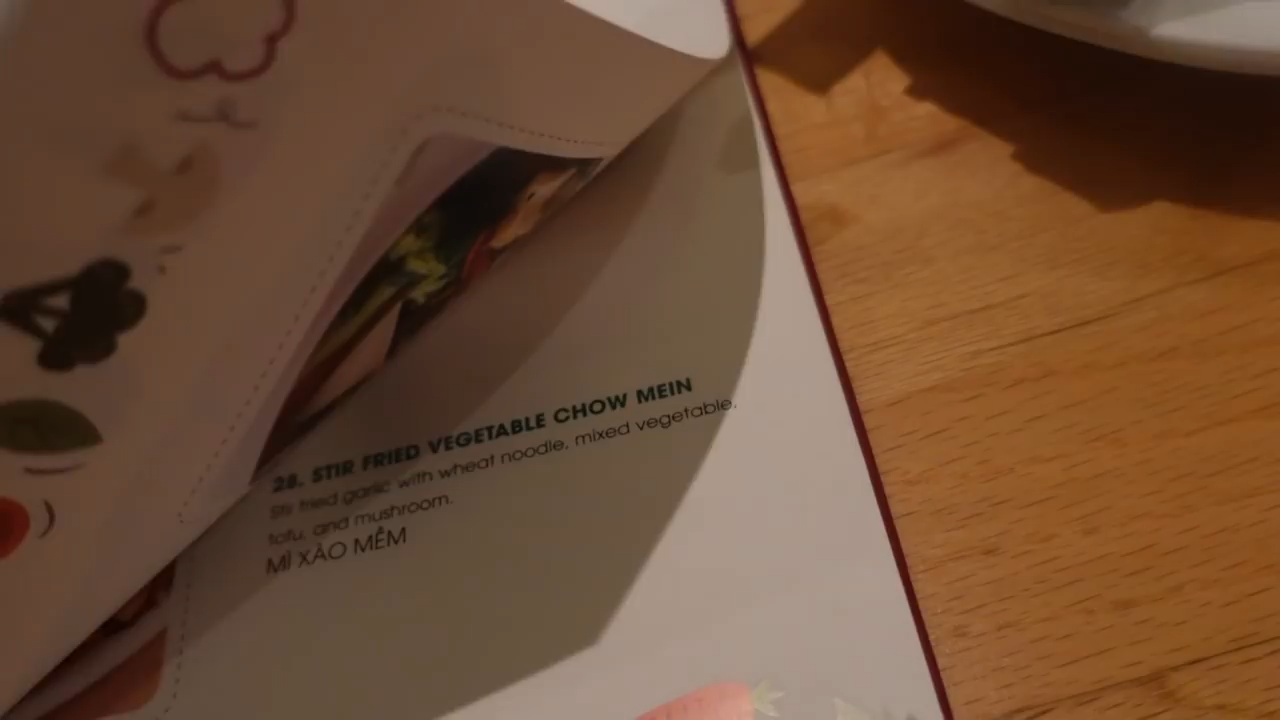 28. STIR FRIED VEGETABLE CHOW MEIN
Stir fried garlic with wheat noodle, mixed vegetable,
tofu, and mushroom.
MÌ XÀO MỀM